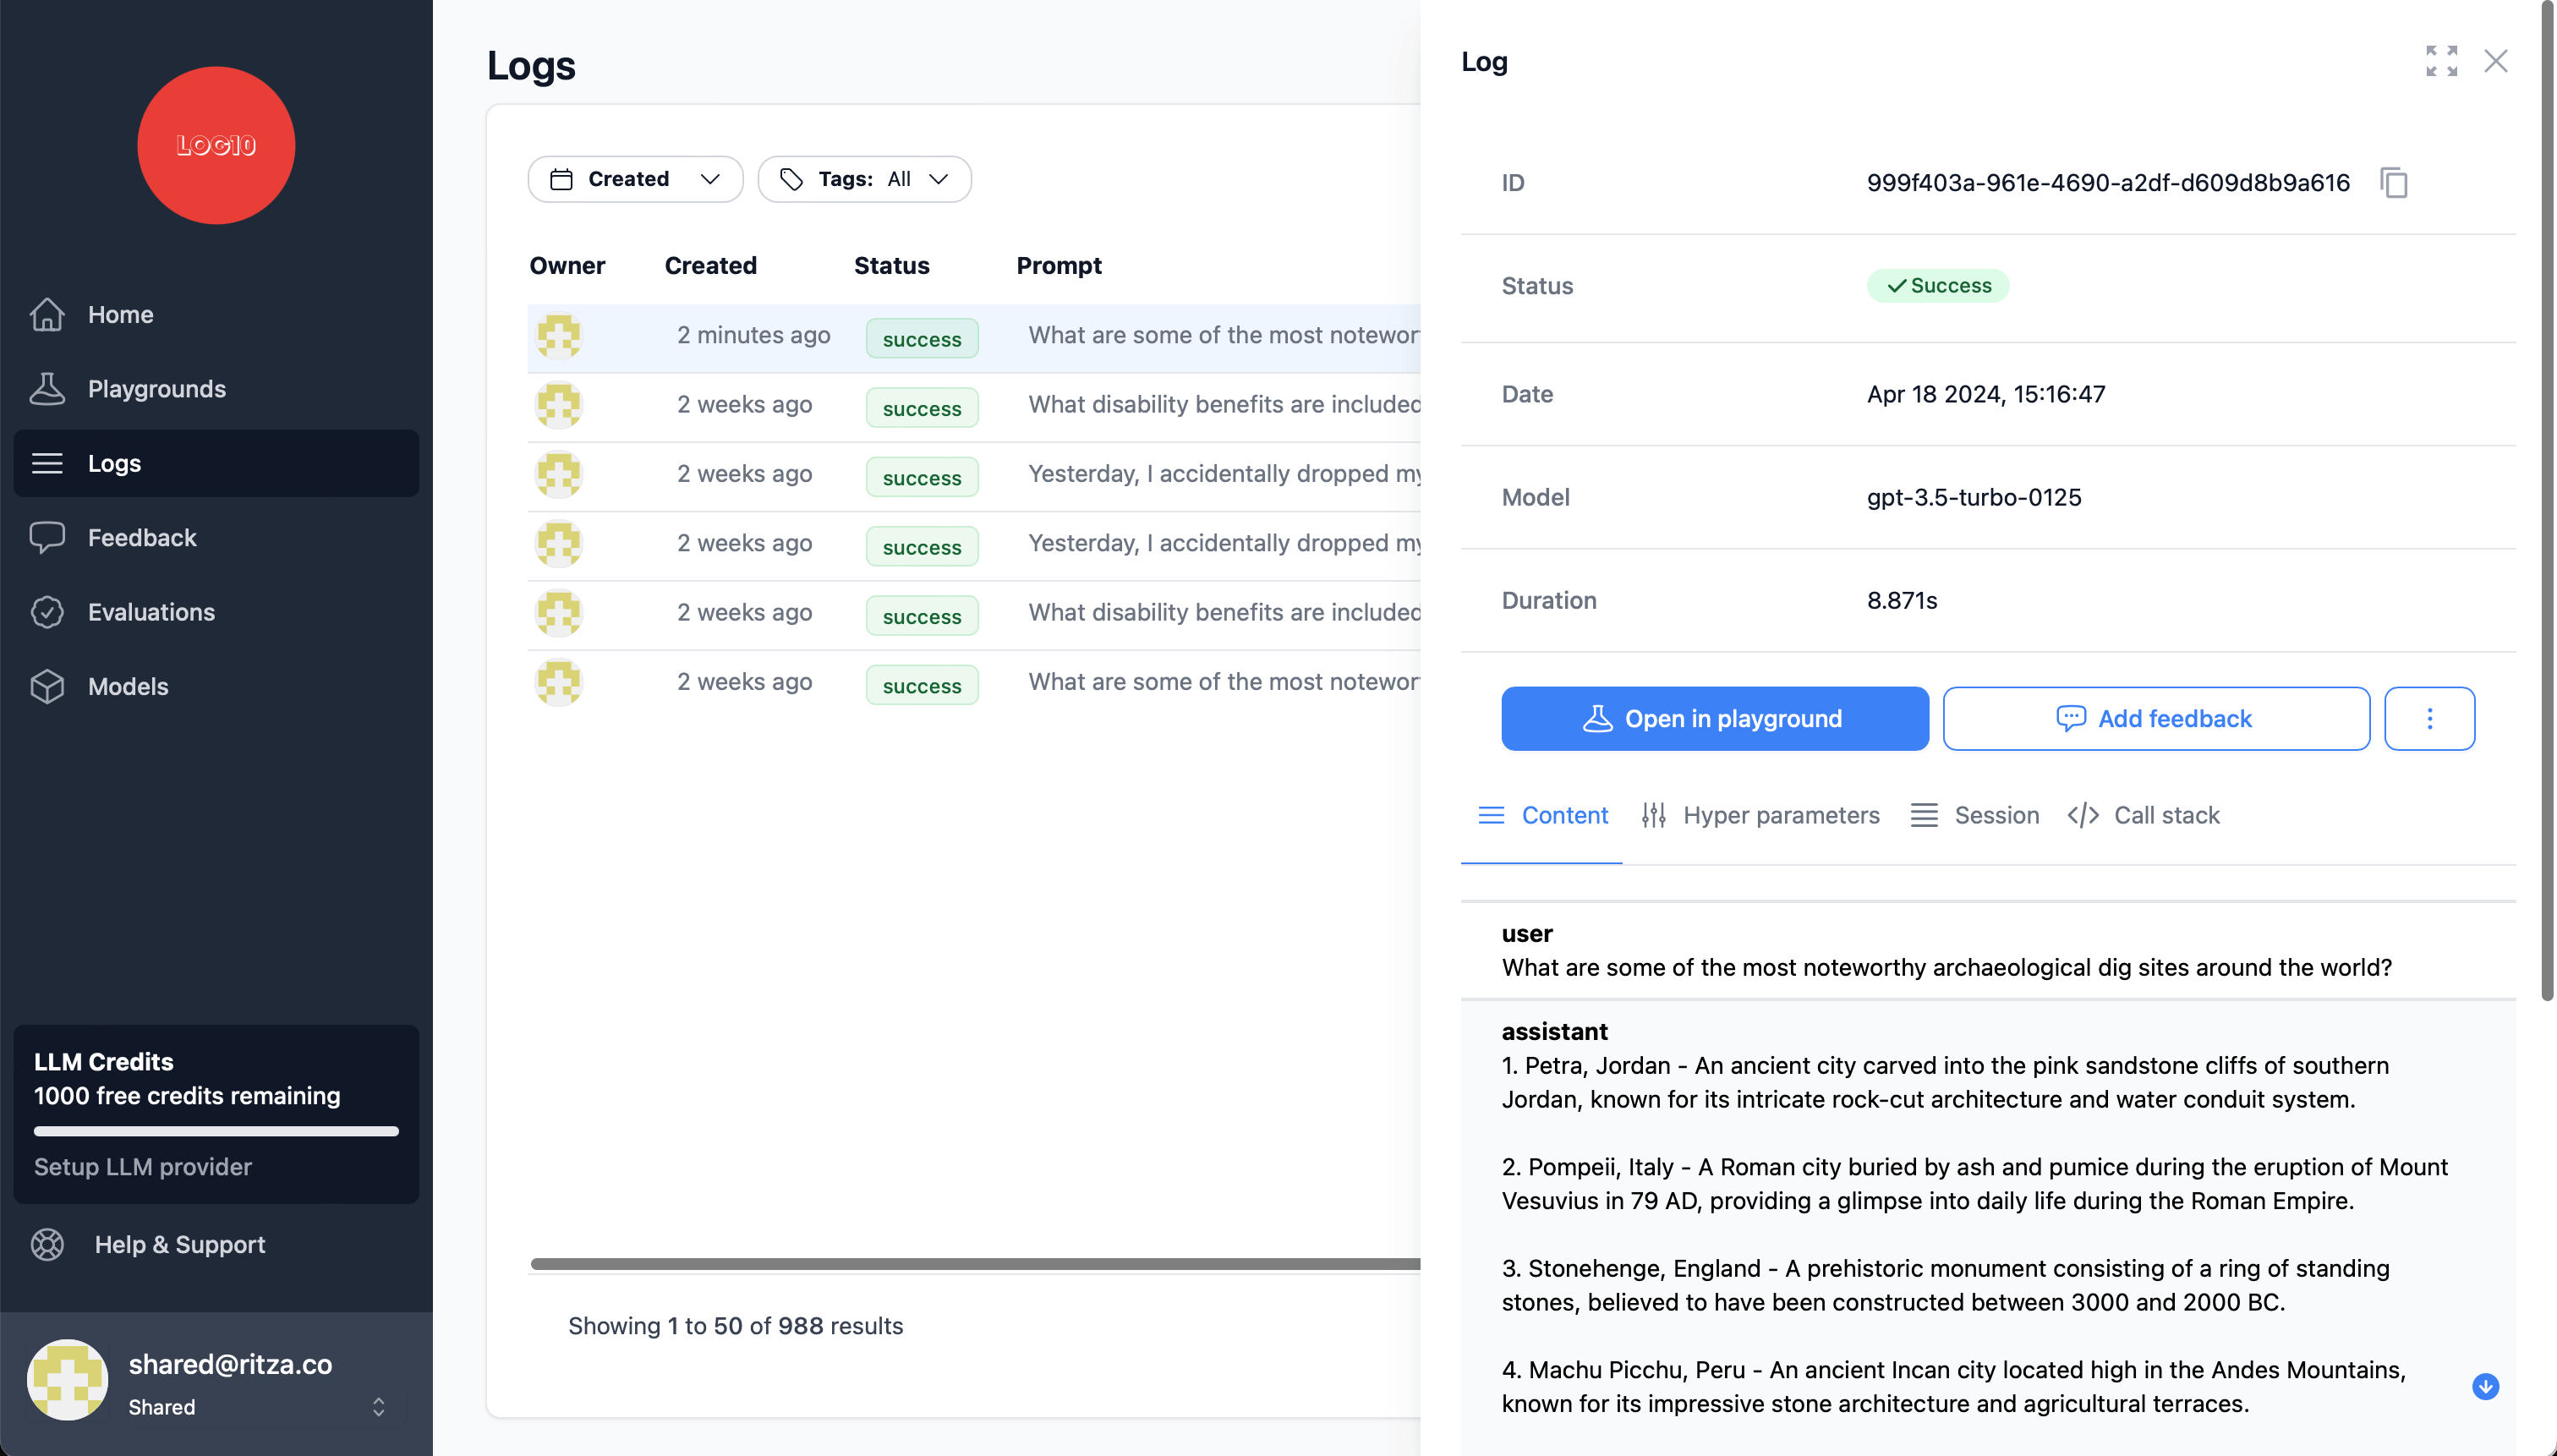 LOG10
Home
Playgrounds
Logs
Feedback
Evaluations
Models
LLM Credits
1000 free credits remaining
Setup LLM provider
Help & Support
shared@ritza.co
Shared
Logs
Created
Tags: All
Owner Created Status Prompt
2 minutes ago success What are some of the most notewor
2 weeks ago success What disability benefits are included
2 weeks ago success Yesterday, I accidentally dropped my
2 weeks ago success Yesterday, I accidentally dropped my
2 weeks ago success What disability benefits are included
2 weeks ago success What are some of the most notewor
Showing 1 to 50 of 988 results
Log
ID 999f403a-961e-4690-a2df-d609d8b9a616
Status Success
Date Apr 18 2024, 15:16:47
Model gpt-3.5-turbo-0125
Duration 8.871s
Open in playground Add feedback
Content Hyper parameters Session Call stack
user
What are some of the most noteworthy archaeological dig sites around the world?
assistant
1. Petra, Jordan - An ancient city carved into the pink sandstone cliffs of southern
Jordan, known for its intricate rock-cut architecture and water conduit system.
2. Pompeii, Italy - A Roman city buried by ash and pumice during the eruption of Mount
Vesuvius in 79 AD, providing a glimpse into daily life during the Roman Empire.
3. Stonehenge, England - A prehistoric monument consisting of a ring of standing
stones, believed to have been constructed between 3000 and 2000 BC.
4. Machu Picchu, Peru - An ancient Incan city located high in the Andes Mountains,
known for its impressive stone architecture and agricultural terraces.